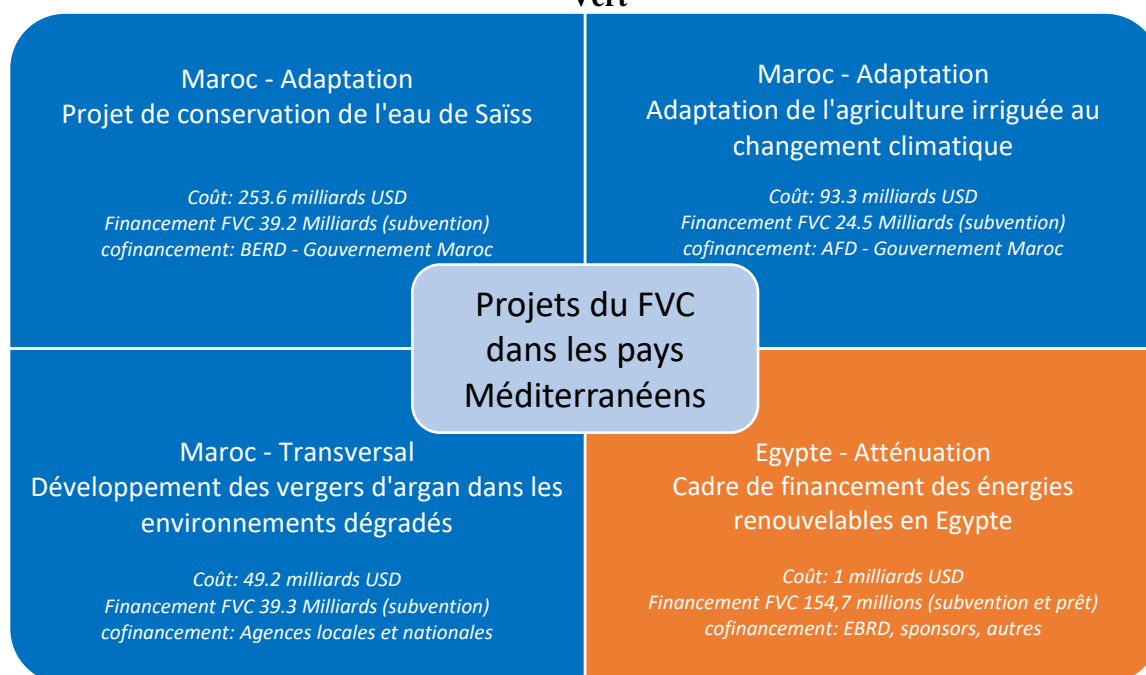 Vert
Maroc - Adaptation
Projet de conservation de l'eau de Saïss
Coût: 253.6 milliards USD
Financement FVC 39.2 Milliards (subvention)
cofinancement: BERD - Gouvernement Maroc
Maroc - Adaptation
Adaptation de l'agriculture irriguée au
changement climatique
Coût: 93.3 milliards USD
Financement FVC 24.5 Milliards (subvention)
cofinancement: AFD - Gouvernement Maroc
Projets du FVC
dans les pays
Méditerranéens
Maroc - Transversal
Développement des vergers d'argan dans les
environnements dégradés
Coût: 49.2 milliards USD
Financement FVC 39.3 Milliards (subvention)
cofinancement: Agences locales et nationales
Egypte - Atténuation
Cadre de financement des énergies
renouvelables en Egypte
Coût: 1 milliards USD
Financement FVC 154,7 millions (subvention et prêt)
cofinancement: EBRD, sponsors, autres